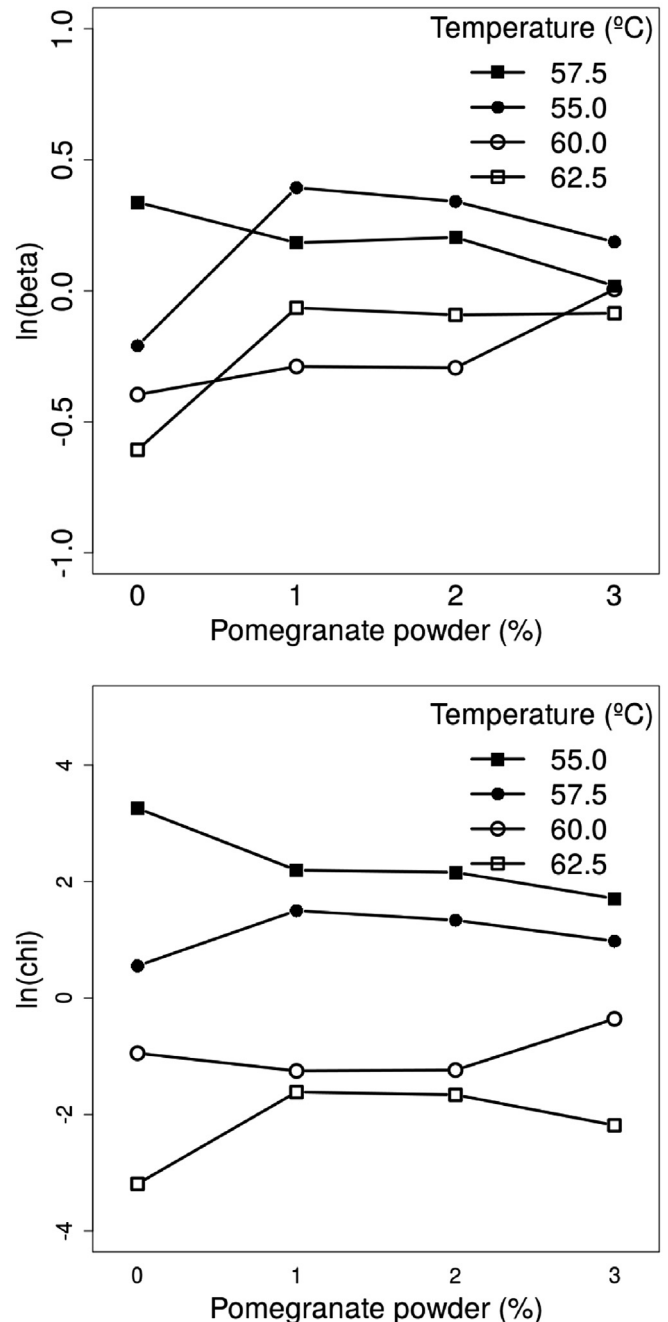 Temperature (ºC)
57.5
55.0
60.0
62.5
ln(beta)
1.0
0.5
0.0
-0.5
-1.0
0 1 2 3
Pomegranate powder (%)
Temperature (ºC)
55.0
57.5
60.0
62.5
ln(chi)
4
2
0
-2
-4
0 1 2 3
Pomegranate powder (%)